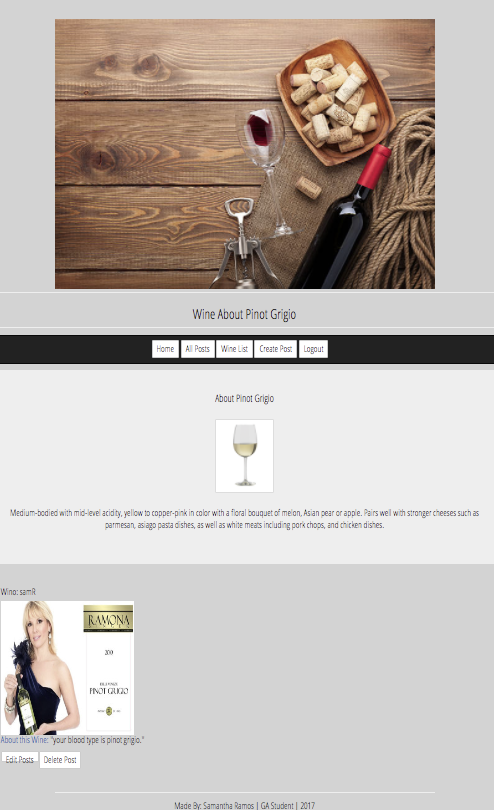 Wine About Pinot Grigio
Home
All Posts
Wine List
Create Post
Logout
About Pinot Grigio
Medium-bodied with mid-level acidity, yellow to copper-pink in color with a floral bouquet of melon, Asian pear or apple. Pairs well with stronger cheeses such as
parmesan, asiago pasta dishes, as well as white meats including pork chops, and chicken dishes.
Wino: samR
RAMONA
PINOT GRIGIO
About this Wine: "your blood type is pinot grigio."
Edit Posts
Delete Post
Made By: Samantha Ramos | GA Student | 2017